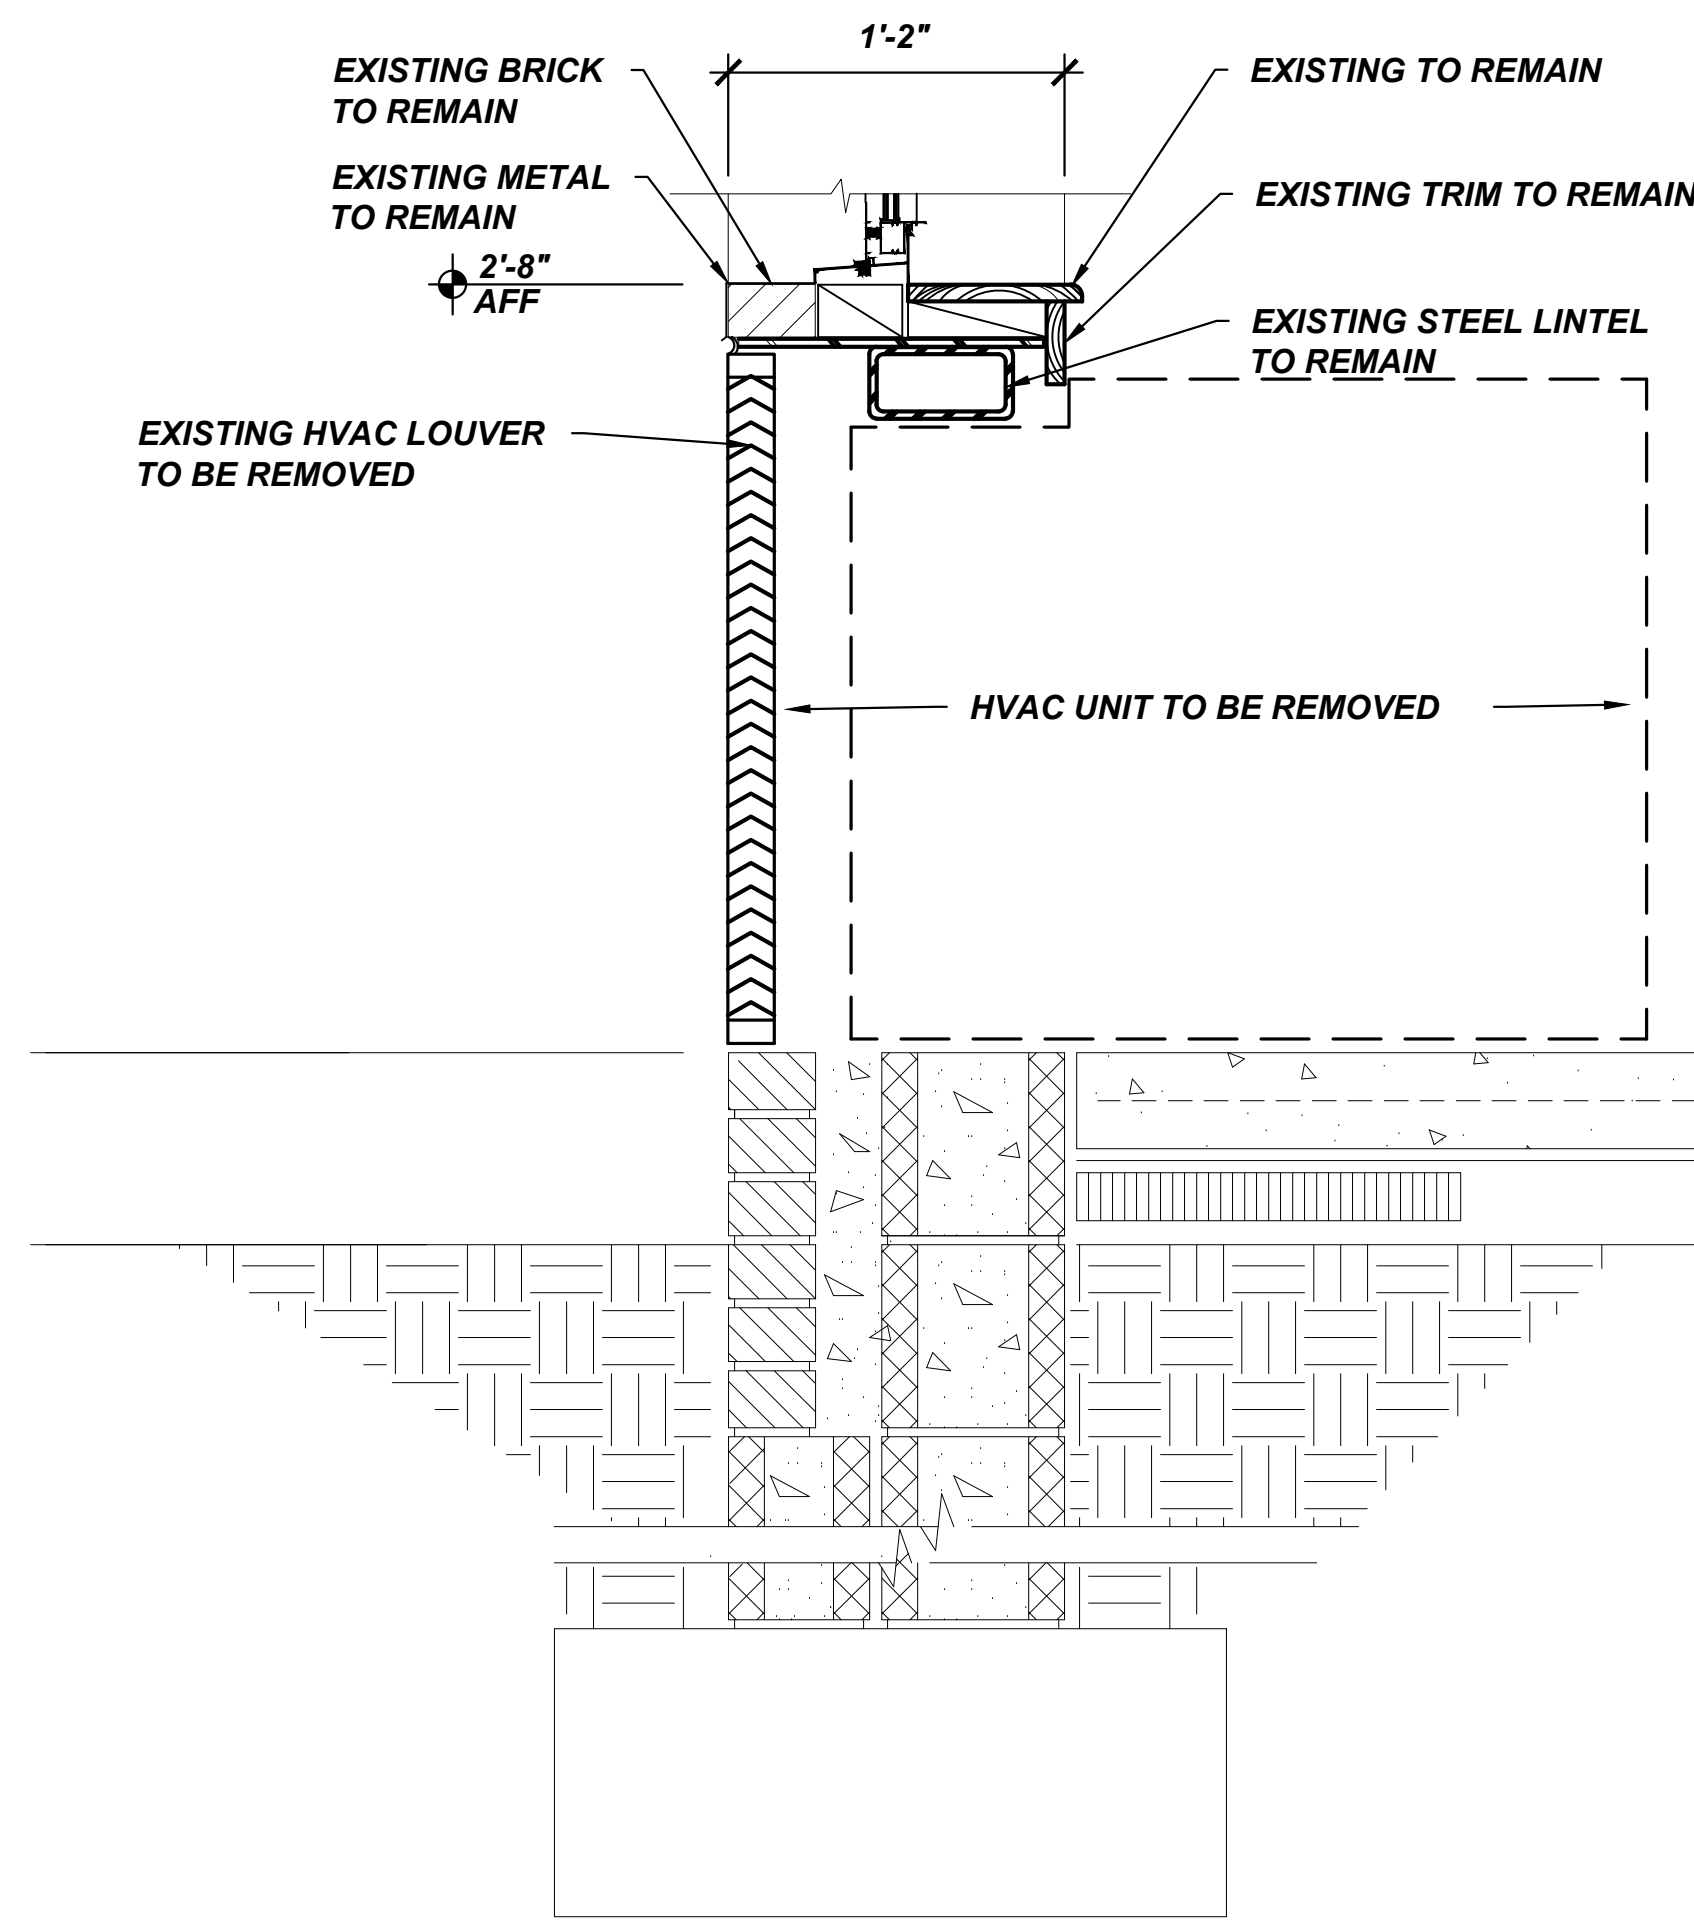 1'-2"
EXISTING BRICK
TO REMAIN
EXISTING TO REMAIN
EXISTING METAL
TO REMAIN
EXISTING TRIM TO REMAIN
2'-8"
AFF
EXISTING STEEL LINTEL
TO REMAIN
EXISTING HVAC LOUVER
TO BE REMOVED
HVAC UNIT TO BE REMOVED